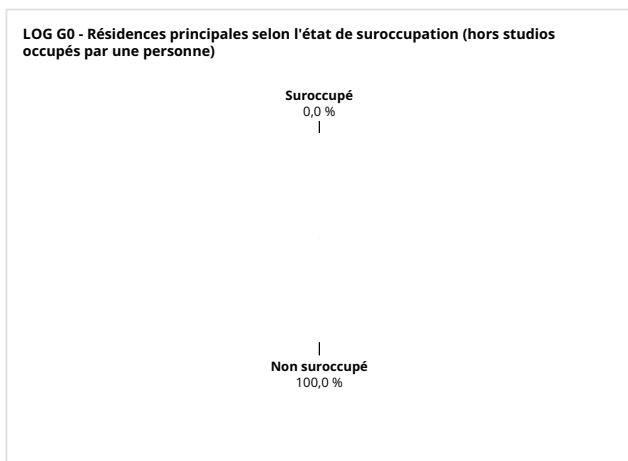 LOG G0 - Résidences principales selon l'état de suroccupation (hors studios
occupés par une personne)
Suroccupé
0,0 %
Non suroccupé
100,0 %